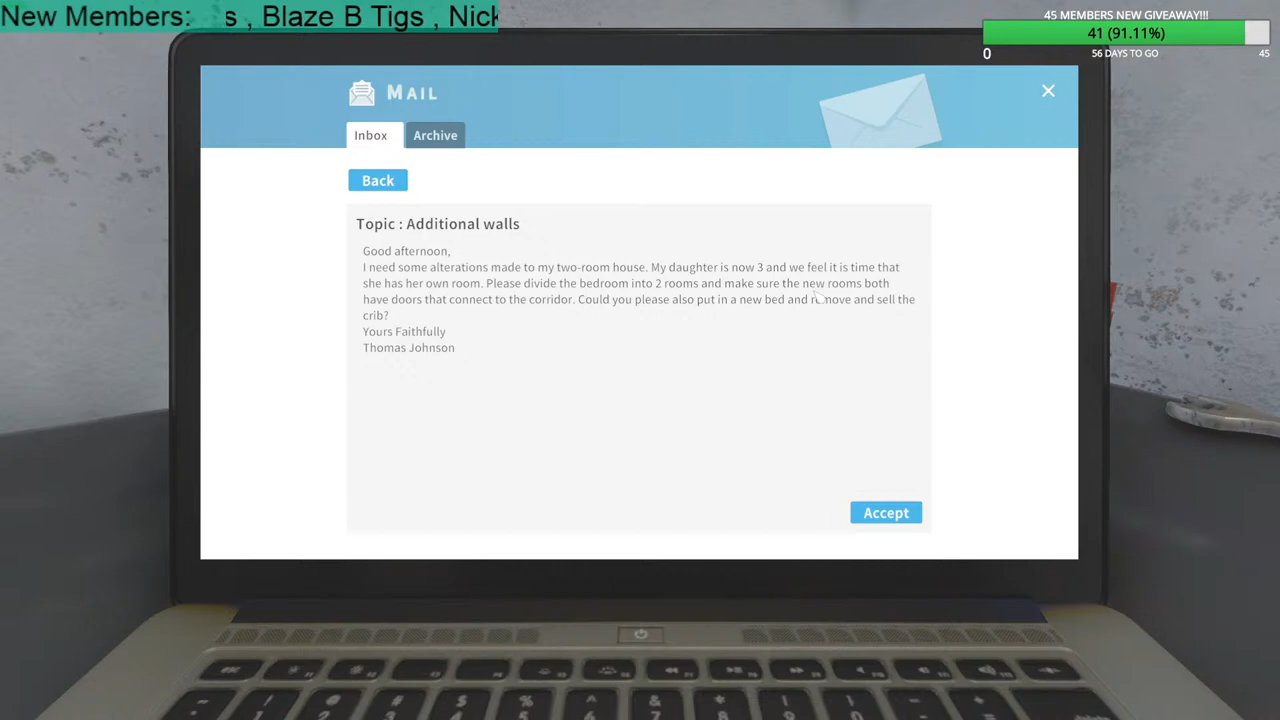 New Members: s , Blaze B Tigs , Nick
45 MEMBERS NEW GIVEAWAY!!!
41 (91.11%)
0 56 DAYS TO GO 45
MAIL
Inbox Archive
Back
Topic : Additional walls
Good afternoon,
I need some alterations made to my two-room house. My daughter is now 3 and we feel it is time that
she has her own room. Please divide the bedroom into 2 rooms and make sure the new rooms both
have doors that connect to the corridor. Could you please also put in a new bed and remove and sell the
crib?
Yours Faithfully
Thomas Johnson
Accept